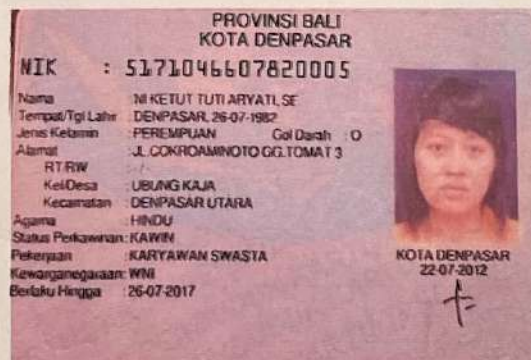 PROVINSI BALI
KOTA DENPASAR
NIK : 5171046607820005
Nama : NI KETUT TUTI ARYATI, SE
Tempat/Tgl Lahir : DENPASAR, 26-07-1982
Jenis Kelamin : PEREMPUAN Gol Darah : O
Alamat : JL. COKROAMINOTO GG.TOMAT 3
RT/RW : -/-
Kel/Desa : UBUNG KAJA
Kecamatan : DENPASAR UTARA
Agama : HINDU
Status Perkawinan: KAWIN
Pekerjaan : KARYAWAN SWASTA
Kewarganegaraan: WNI
Berlaku Hingga : 26-07-2017
KOTA DENPASAR
22-07-2012